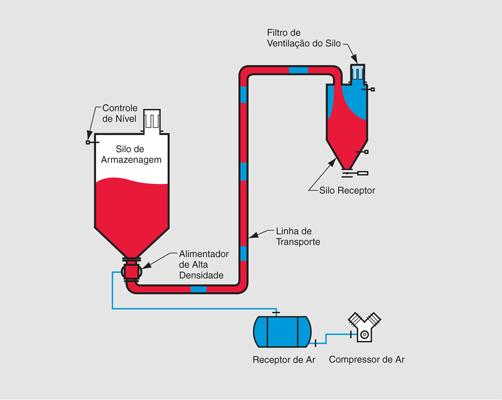 Filtro de
Ventilação do Silo
Controle
de Nível
Silo de
Armazenagem
Silo Receptor
Linha de
Transporte
Alimentador
de Alta
Densidade
Receptor de Ar
Compressor de Ar